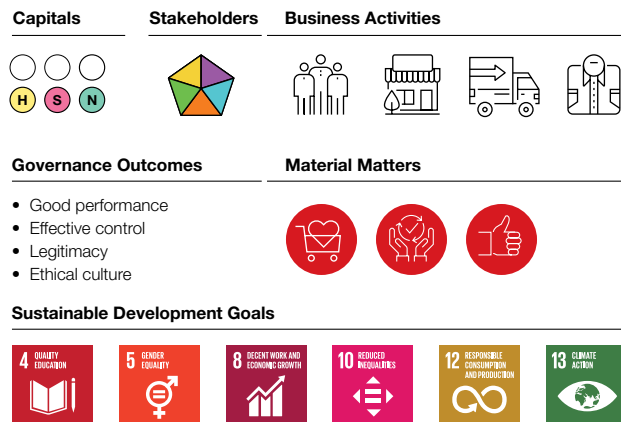 Capitals
Stakeholders
Business Activities
H S N
Governance Outcomes
Material Matters
• Good performance
• Effective control
• Legitimacy
• Ethical culture
Sustainable Development Goals
4 QUALITY
EDUCATION
5 GENDER
EQUALITY
8 DECENT WORK AND
ECONOMIC GROWTH
10 REDUCED
INEQUALITIES
12 RESPONSIBLE
CONSUMPTION
AND PRODUCTION
13 CLIMATE
ACTION